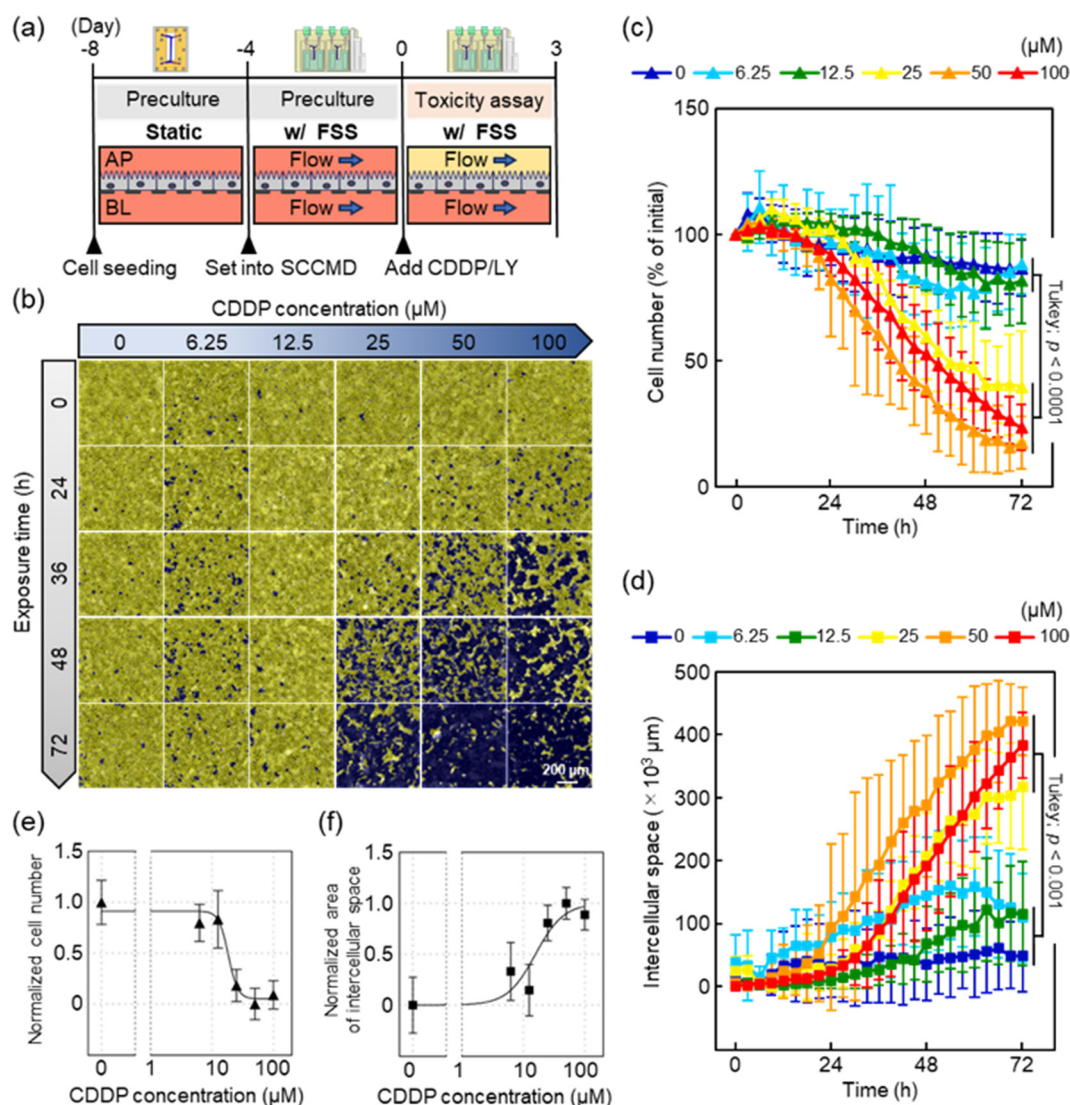 (a)
(Day)
-8
-4
0
3
Preculture
Preculture
Toxicity assay
Static
w/ FSS
w/ FSS
AP
Flow
Flow
BL
Flow
Flow
Cell seeding
Set into SCCMD
Add CDDP/LY
(b)
CDDP concentration (µM)
0 6.25 12.5 25 50 100
Exposure time (h)
0
24
36
48
72
200 µm
(c)
(µM)
0 6.25 12.5 25 50 100
Cell number (% of initial)
150
100
50
0
0 24 48 72
Time (h)
Tukey; p < 0.0001
(d)
(µM)
0 6.25 12.5 25 50 100
Intercellular space (× 10³ µm)
500
400
300
200
100
0
0 24 48 72
Time (h)
Tukey; p < 0.001
(e)
Normalized cell number
1.5
1.0
0.5
0
0 1 10 100
CDDP concentration (µM)
(f)
Normalized area
of intercellular space
1.5
1.0
0.5
0
0 1 10 100
CDDP concentration (µM)